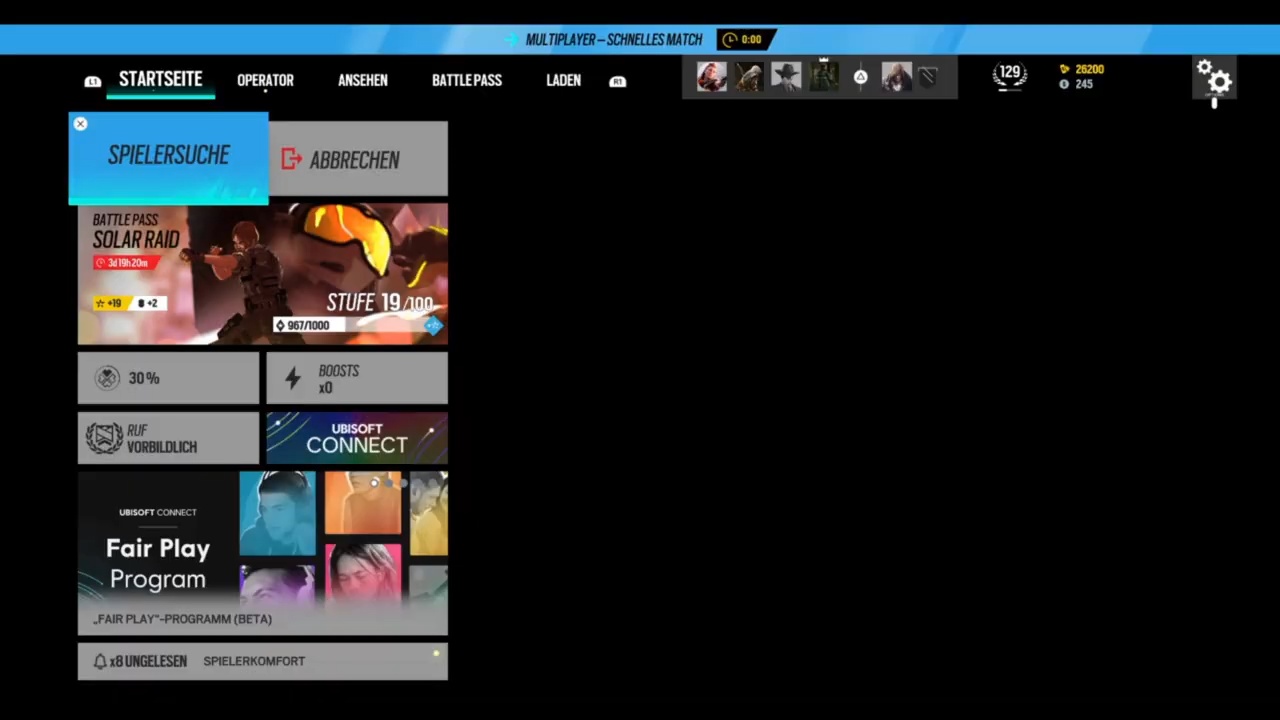 MULTIPLAYER – SCHNELLES MATCH 0:00
L1 STARTSEITE OPERATOR ANSEHEN BATTLE PASS LADEN R1
129
26200
245
SPIELERSUCHE
ABBRECHEN
BATTLE PASS
SOLAR RAID
3d19h20m
+19 +2
STUFE 19/100
967/1000
30%
BOOSTS
x0
RUF
VORBILDLICH
UBISOFT
CONNECT
UBISOFT CONNECT
Fair Play
Program
„FAIR PLAY“-PROGRAMM (BETA)
x8 UNGELESEN SPIELERKOMFORT